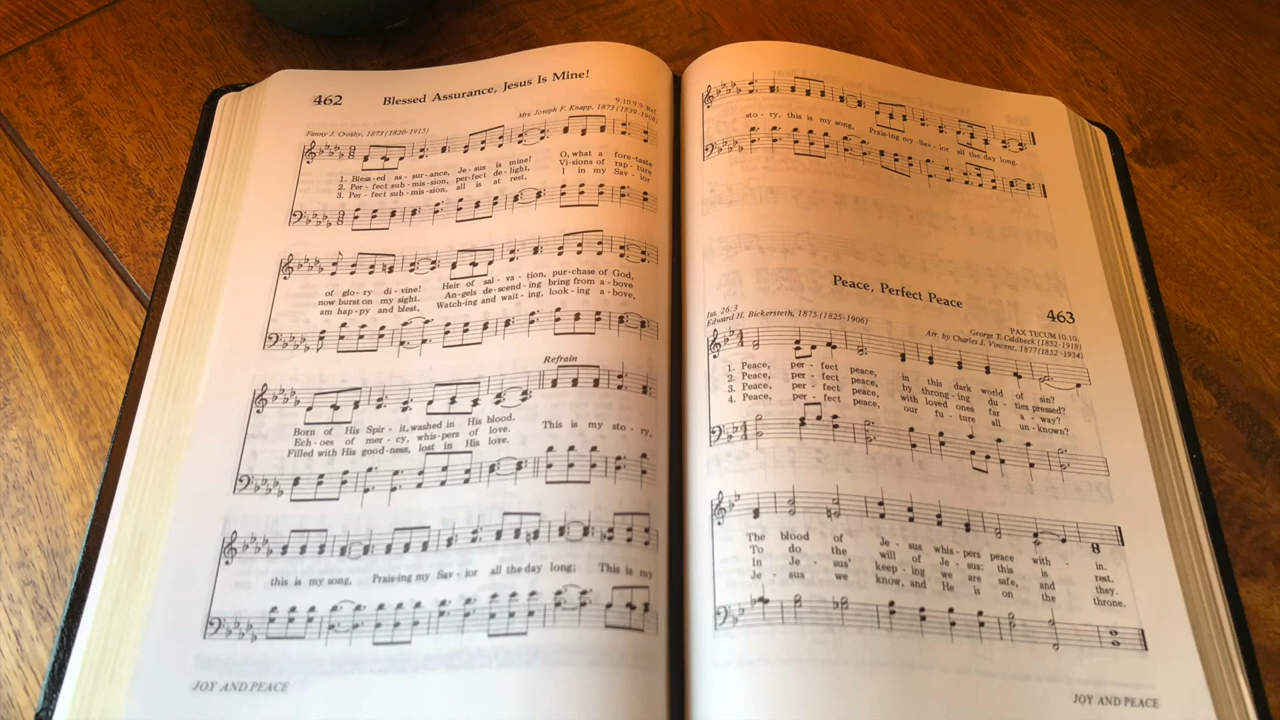 462
Blessed Assurance, Jesus Is Mine!
9.10.9.9. Ref.
Fanny J. Crosby, 1873 (1820-1915)
Mrs. Joseph F. Knapp, 1873 (1839-1908)
1. Bless-ed as - sur-ance, Je - sus is mine! O, what a fore-taste
2. Per - fect sub - mis-sion, per-fect de - light, Vi-sions of rap - ture
3. Per - fect sub - mis-sion, all is at rest, I in my Sav - ior
of glo - ry di - vine! Heir of sal - va - tion, pur-chase of God,
now burst on my sight. An-gels de-scend-ing bring from a-bove
am hap - py and blest, Watch-ing and wait - ing, look-ing a-bove,
Refrain
Born of His Spir - it, washed in His blood. This is my sto - ry,
Ech - oes of mer - cy, whis-pers of love.
Filled with His good-ness, lost in His love.
this is my song, Prais-ing my Sav - ior all the day long; This is my
JOY AND PEACE
sto - ry, this is my song, Prais-ing my Sav - ior all the day long.
Peace, Perfect Peace
463
Isa. 26:3
Edward H. Bickersteth, 1875 (1825-1906)
PAX TECUM 10.10.
George T. Caldbeck (1852-1918)
Arr. by Charles J. Vincent, 1877 (1852-1934)
1. Peace, per - fect peace, in this dark world of sin?
2. Peace, per - fect peace, by throng-ing du - ties pressed?
3. Peace, per - fect peace, with loved ones far a - way?
4. Peace, per - fect peace, our fu - ture all un-known?
The blood of Je - sus whis-pers peace with - in.
To do the will of Je - sus: this is rest.
In Je - sus' keep-ing we are safe, and they.
Je - sus we know, and He is on the throne.
JOY AND PEACE